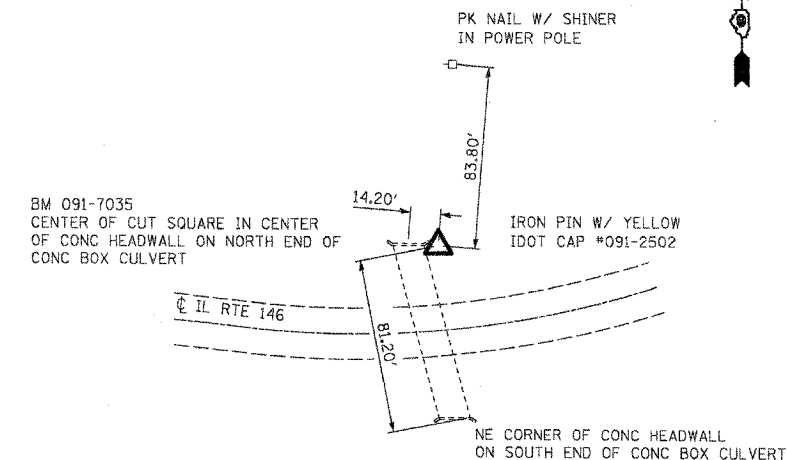 PK NAIL W/ SHINER
IN POWER POLE
83.80'
14.20'
BM 091-7035
CENTER OF CUT SQUARE IN CENTER
OF CONC HEADWALL ON NORTH END OF
CONC BOX CULVERT
IRON PIN W/ YELLOW
IDOT CAP #091-2502
℄ IL RTE 146
81.20'
NE CORNER OF CONC HEADWALL
ON SOUTH END OF CONC BOX CULVERT